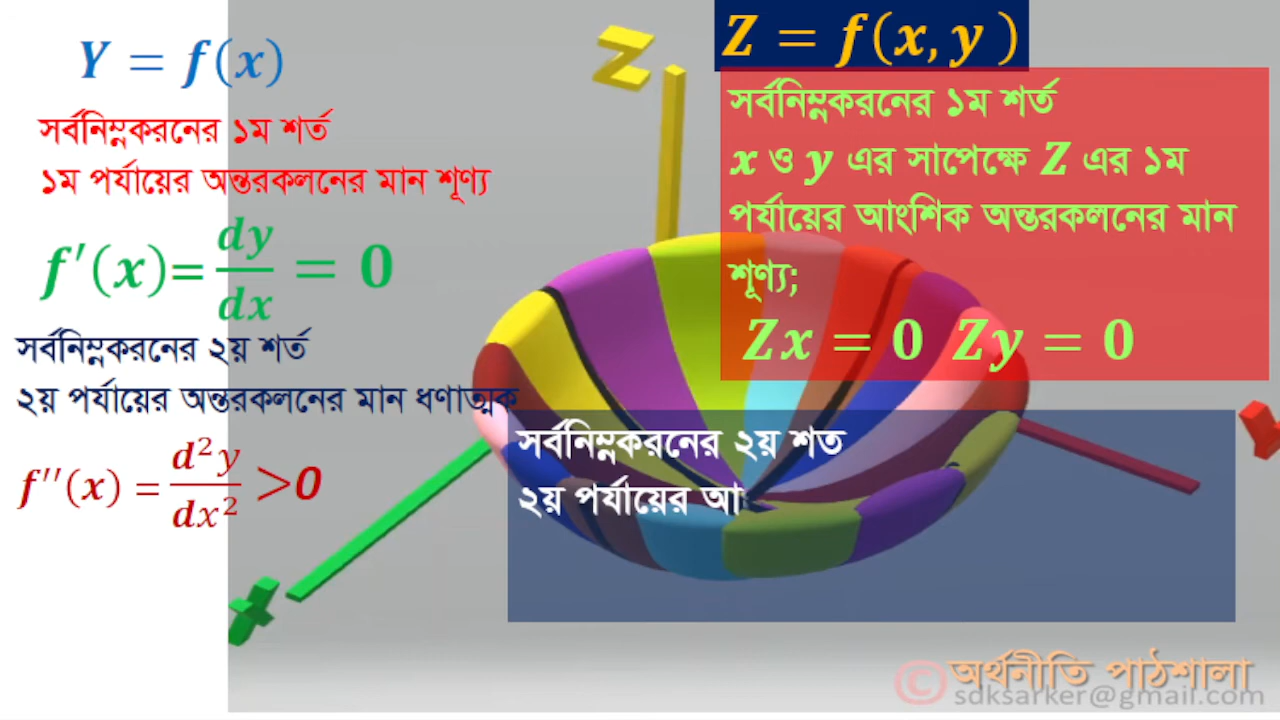 Y = f(x)
সর্বনিম্নকরনের ১ম শর্ত
১ম পর্যায়ের অন্তরকলনের মান শূণ্য
f′(x)= dy/dx = 0
সর্বনিম্নকরনের ২য় শর্ত
২য় পর্যায়ের অন্তরকলনের মান ধণাত্মক
f′′(x) = d²y/dx² >0
Z
Z = f(x, y )
সর্বনিম্নকরনের ১ম শর্ত
x ও y এর সাপেক্ষে Z এর ১ম
পর্যায়ের আংশিক অন্তরকলনের মান
শূণ্য;
Zx = 0 Zy = 0
সর্বনিম্নকরনের ২য় শত
২য় পর্যায়ের আ
x
Y
© অর্থনীতি পাঠশালা
sdksarker@gmail.com